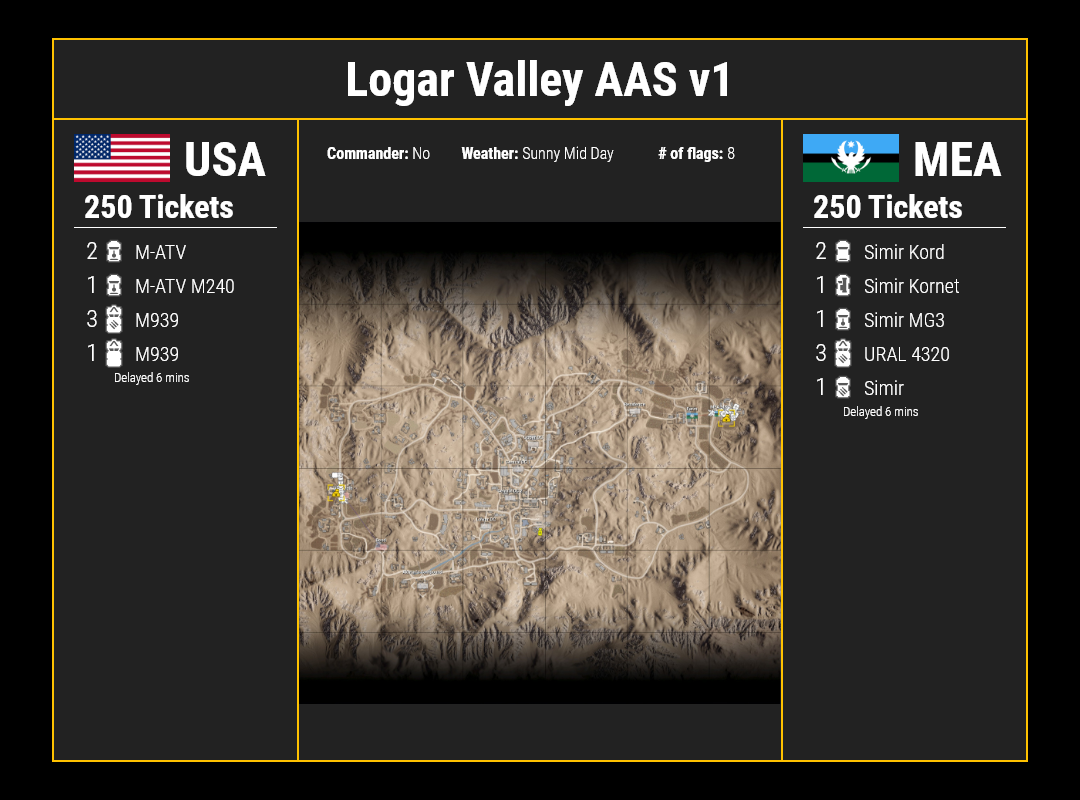 Logar Valley AAS v1
USA
250 Tickets
2 M-ATV
1 M-ATV M240
3 M939
1 M939
Delayed 6 mins
Commander: No Weather: Sunny Mid Day # of flags: 8
MEA
250 Tickets
2 Simir Kord
1 Simir Kornet
1 Simir MG3
3 URAL 4320
1 Simir
Delayed 6 mins